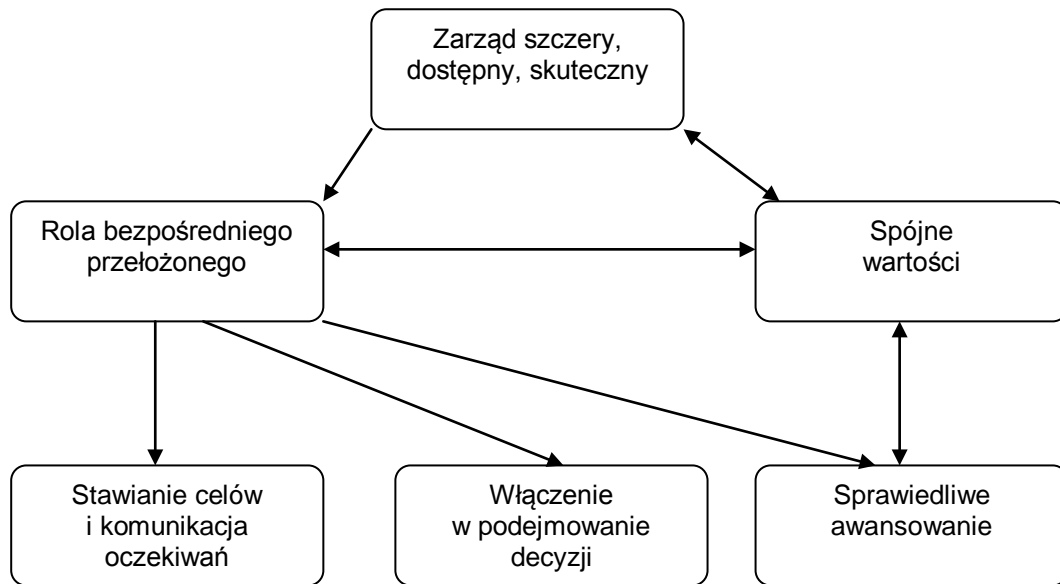 Zarząd szczery,
dostępny, skuteczny
Rola bezpośredniego
przełożonego
Spójne
wartości
Stawianie celów
i komunikacja
oczekiwań
Włączenie
w podejmowanie
decyzji
Sprawiedliwe
awansowanie